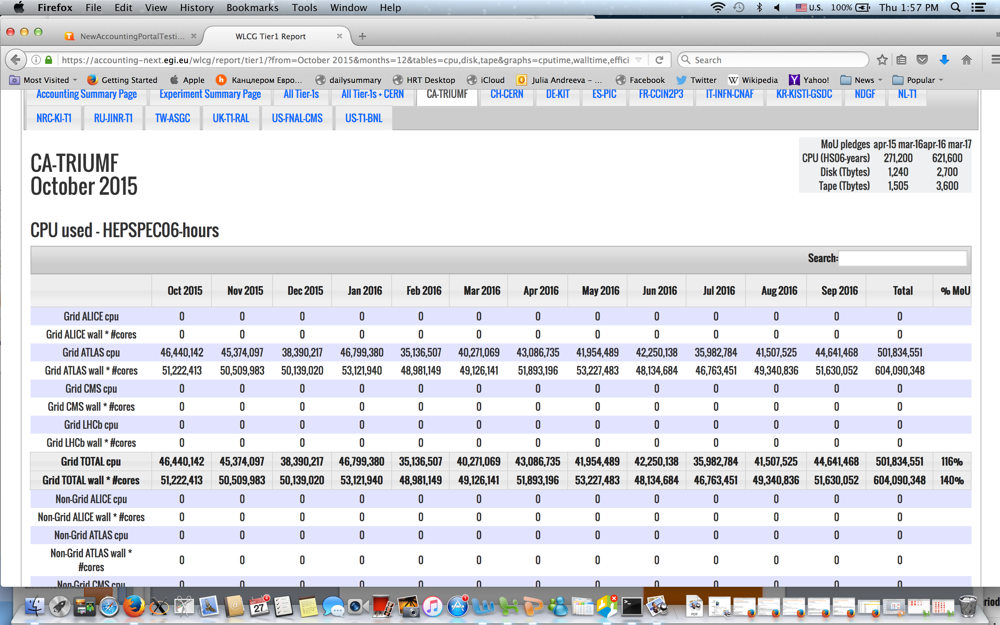 Firefox File Edit View History Bookmarks Tools Window Help U.S. 100% Thu 1:57 PM
NewAccountingPortalTesti... WLCG Tier1 Report
https://accounting-next.egi.eu/wlcg/report/tier1/?from=October 2015&months=12&tables=cpu,disk,tape&graphs=cputime,walltime,effici Search
Most Visited Getting Started Apple Канцлером Евро... dailysummary HRT Desktop iCloud Julia Andreeva - ... Facebook Twitter Wikipedia Yahoo! News Popular
Accounting Summary Page Experiment Summary Page All Tier-1s All Tier-1s + CERN CA-TRIUMF CH-CERN DE-KIT ES-PIC FR-CCIN2P3 IT-INFN-CNAF KR-KISTI-GSDC NDGF NL-T1
NRC-KI-T1 RU-JINR-T1 TW-ASGC UK-T1-RAL US-FNAL-CMS US-T1-BNL
MoU pledges apr-15 mar-16apr-16 mar-17
CPU (HS06-years) 271,200 621,600
Disk (Tbytes) 1,240 2,700
Tape (Tbytes) 1,505 3,600
CA-TRIUMF
October 2015
CPU used - HEPSPEC06-hours
Search:
Oct 2015 Nov 2015 Dec 2015 Jan 2016 Feb 2016 Mar 2016 Apr 2016 May 2016 Jun 2016 Jul 2016 Aug 2016 Sep 2016 Total % MoU
Grid ALICE cpu 0 0 0 0 0 0 0 0 0 0 0 0 0
Grid ALICE wall * #cores 0 0 0 0 0 0 0 0 0 0 0 0 0
Grid ATLAS cpu 46,440,142 45,374,097 38,390,217 46,799,380 35,136,507 40,271,069 43,086,735 41,954,489 42,250,138 35,982,784 41,507,525 44,641,468 501,834,551
Grid ATLAS wall * #cores 51,222,413 50,509,983 50,139,020 53,121,940 48,981,149 49,126,141 51,893,196 53,227,483 48,134,684 46,763,451 49,340,836 51,630,052 604,090,348
Grid CMS cpu 0 0 0 0 0 0 0 0 0 0 0 0 0
Grid CMS wall * #cores 0 0 0 0 0 0 0 0 0 0 0 0 0
Grid LHCb cpu 0 0 0 0 0 0 0 0 0 0 0 0 0
Grid LHCb wall * #cores 0 0 0 0 0 0 0 0 0 0 0 0 0
Grid TOTAL cpu 46,440,142 45,374,097 38,390,217 46,799,380 35,136,507 40,271,069 43,086,735 41,954,489 42,250,138 35,982,784 41,507,525 44,641,468 501,834,551 116%
Grid TOTAL wall * #cores 51,222,413 50,509,983 50,139,020 53,121,940 48,981,149 49,126,141 51,893,196 53,227,483 48,134,684 46,763,451 49,340,836 51,630,052 604,090,348 140%
Non-Grid ALICE cpu 0 0 0 0 0 0 0 0 0 0 0 0 0
Non-Grid ALICE wall * #cores 0 0 0 0 0 0 0 0 0 0 0 0 0
Non-Grid ATLAS cpu 0 0 0 0 0 0 0 0 0 0 0 0 0
Non-Grid ATLAS wall *
#cores 0 0 0 0 0 0 0 0 0 0 0 0 0
Non-Grid CMS cpu 0 0 0 0 0 0 0 0 0 0 0 0 0
riod
OCT 27 4 1 PDF